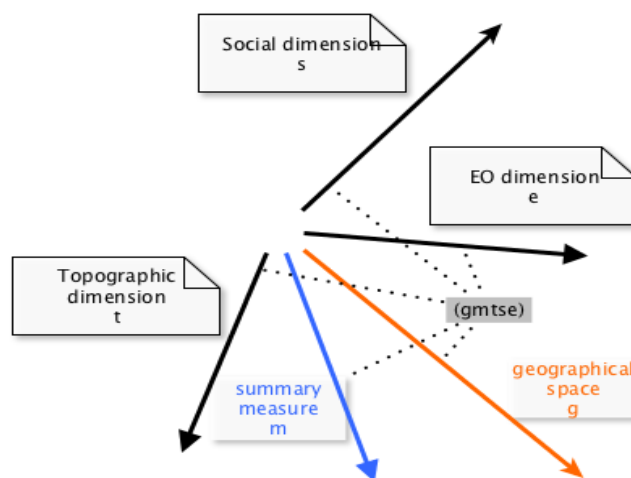 Social dimension
s
EO dimension
e
Topographic
dimension
t
(gmtse)
geographical
space
g
summary
measure
m